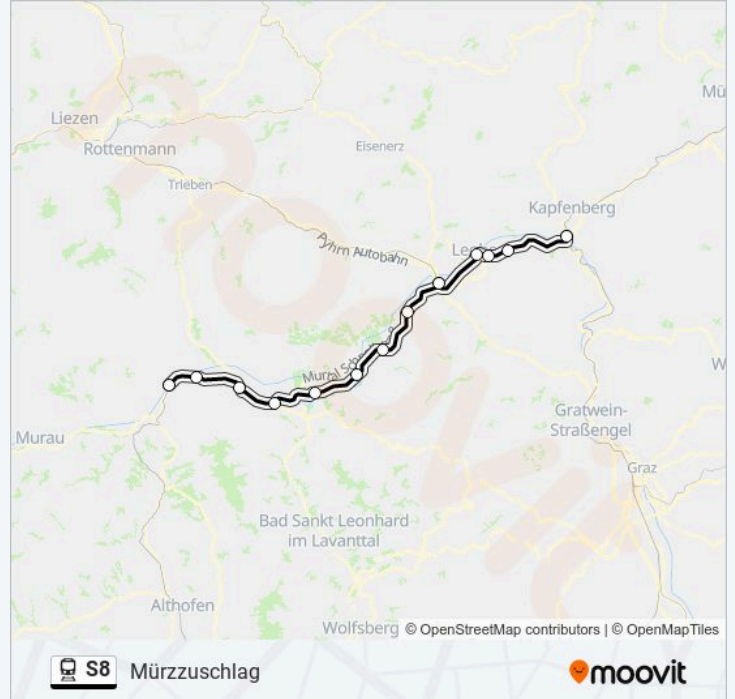 Liezen
Rottenmann
Eisenerz
Trieben
Kapfenberg
Pyhrn Autobahn
Murau
Gratwein-
Straßengel
Graz
Bad Sankt Leonhard
im Lavanttal
Althofen
Wolfsberg
© OpenStreetMap contributors | © OpenMapTiles
S8 Mürzzuschlag
moovit